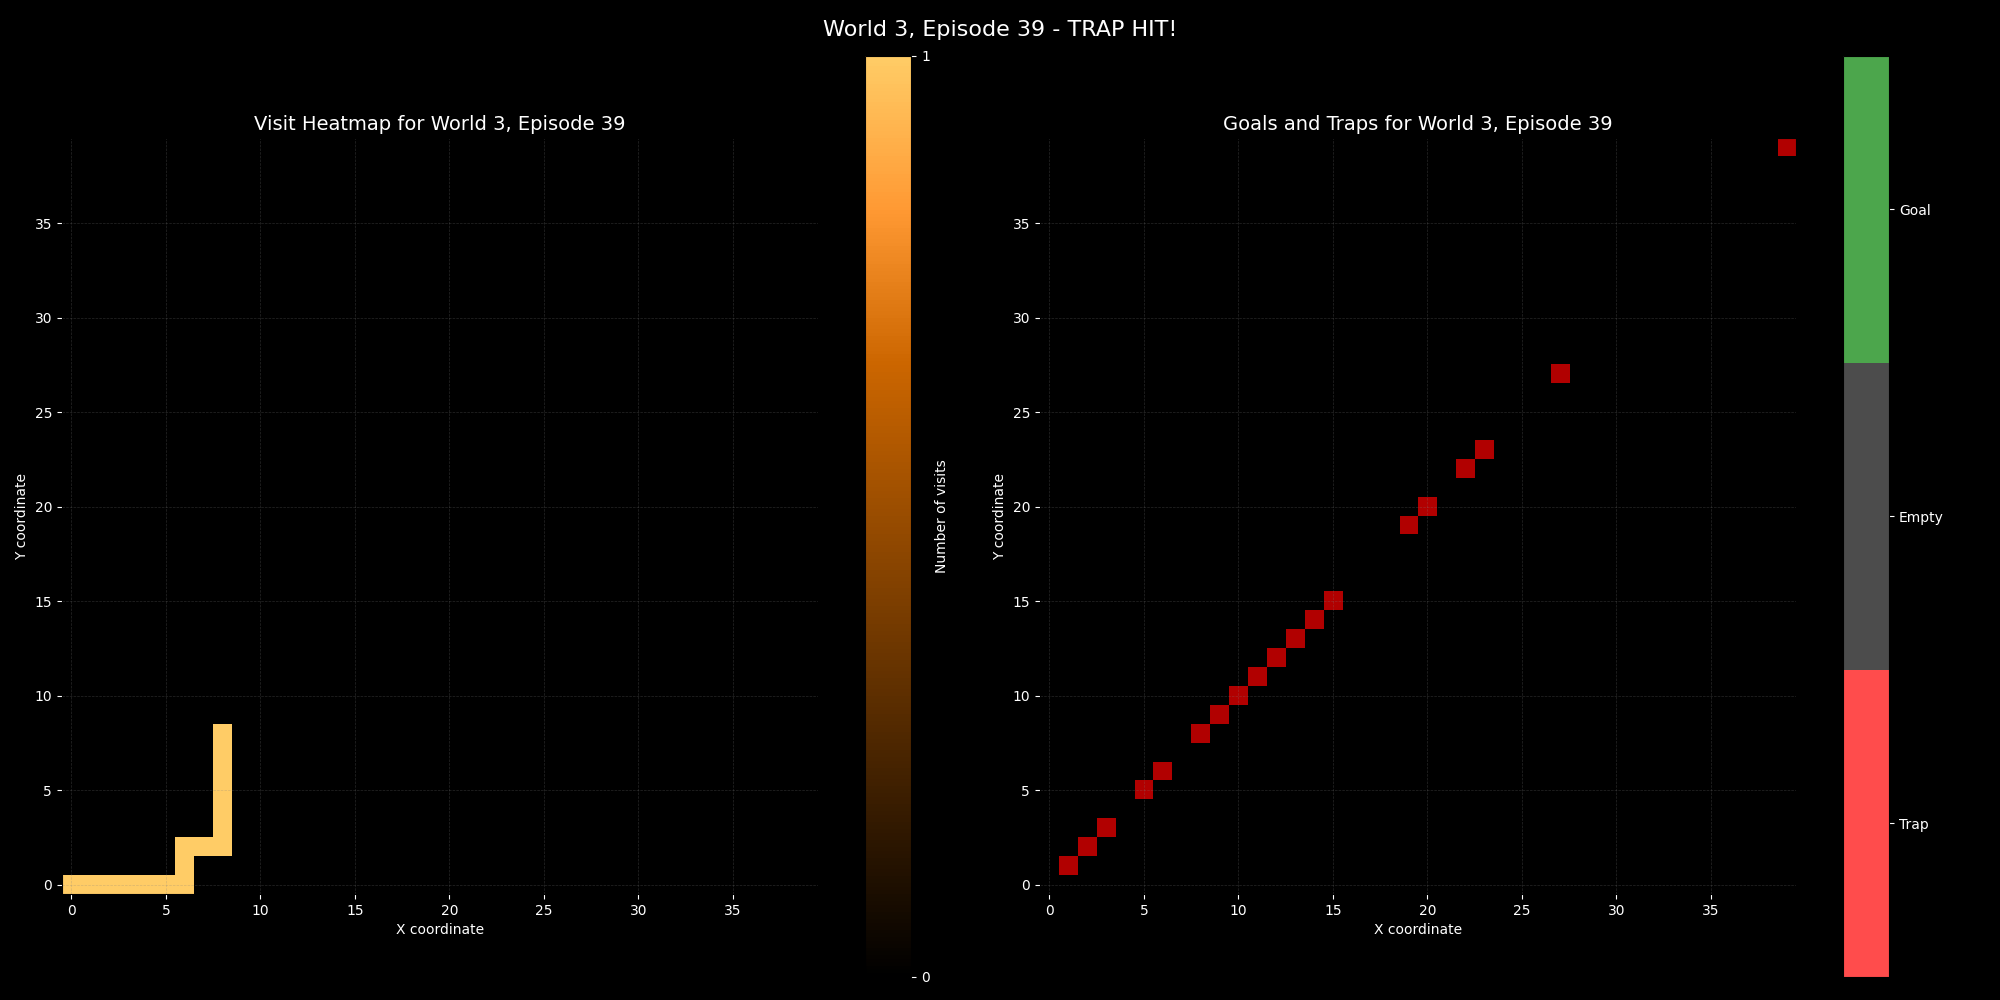 World 3, Episode 39 - TRAP HIT!
Visit Heatmap for World 3, Episode 39
35
30
25
20
15
10
5
0
Y coordinate
0 5 10 15 20 25 30 35
X coordinate
1
0
Number of visits
Goals and Traps for World 3, Episode 39
35
30
25
20
15
10
5
0
Y coordinate
0 5 10 15 20 25 30 35
X coordinate
Goal
Empty
Trap